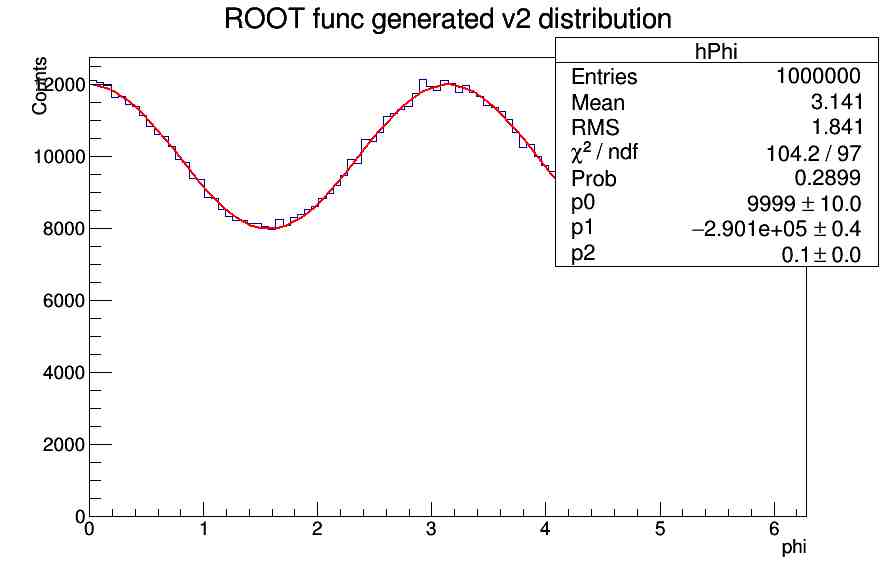 ROOT func generated v2 distribution
hPhi
Entries 1000000
Mean 3.141
RMS 1.841
χ² / ndf 104.2 / 97
Prob 0.2899
p0 9999 ± 10.0
p1 −2.901e+05 ± 0.4
p2 0.1 ± 0.0
Counts
12000
10000
8000
6000
4000
2000
0
0 1 2 3 4 5 6
phi